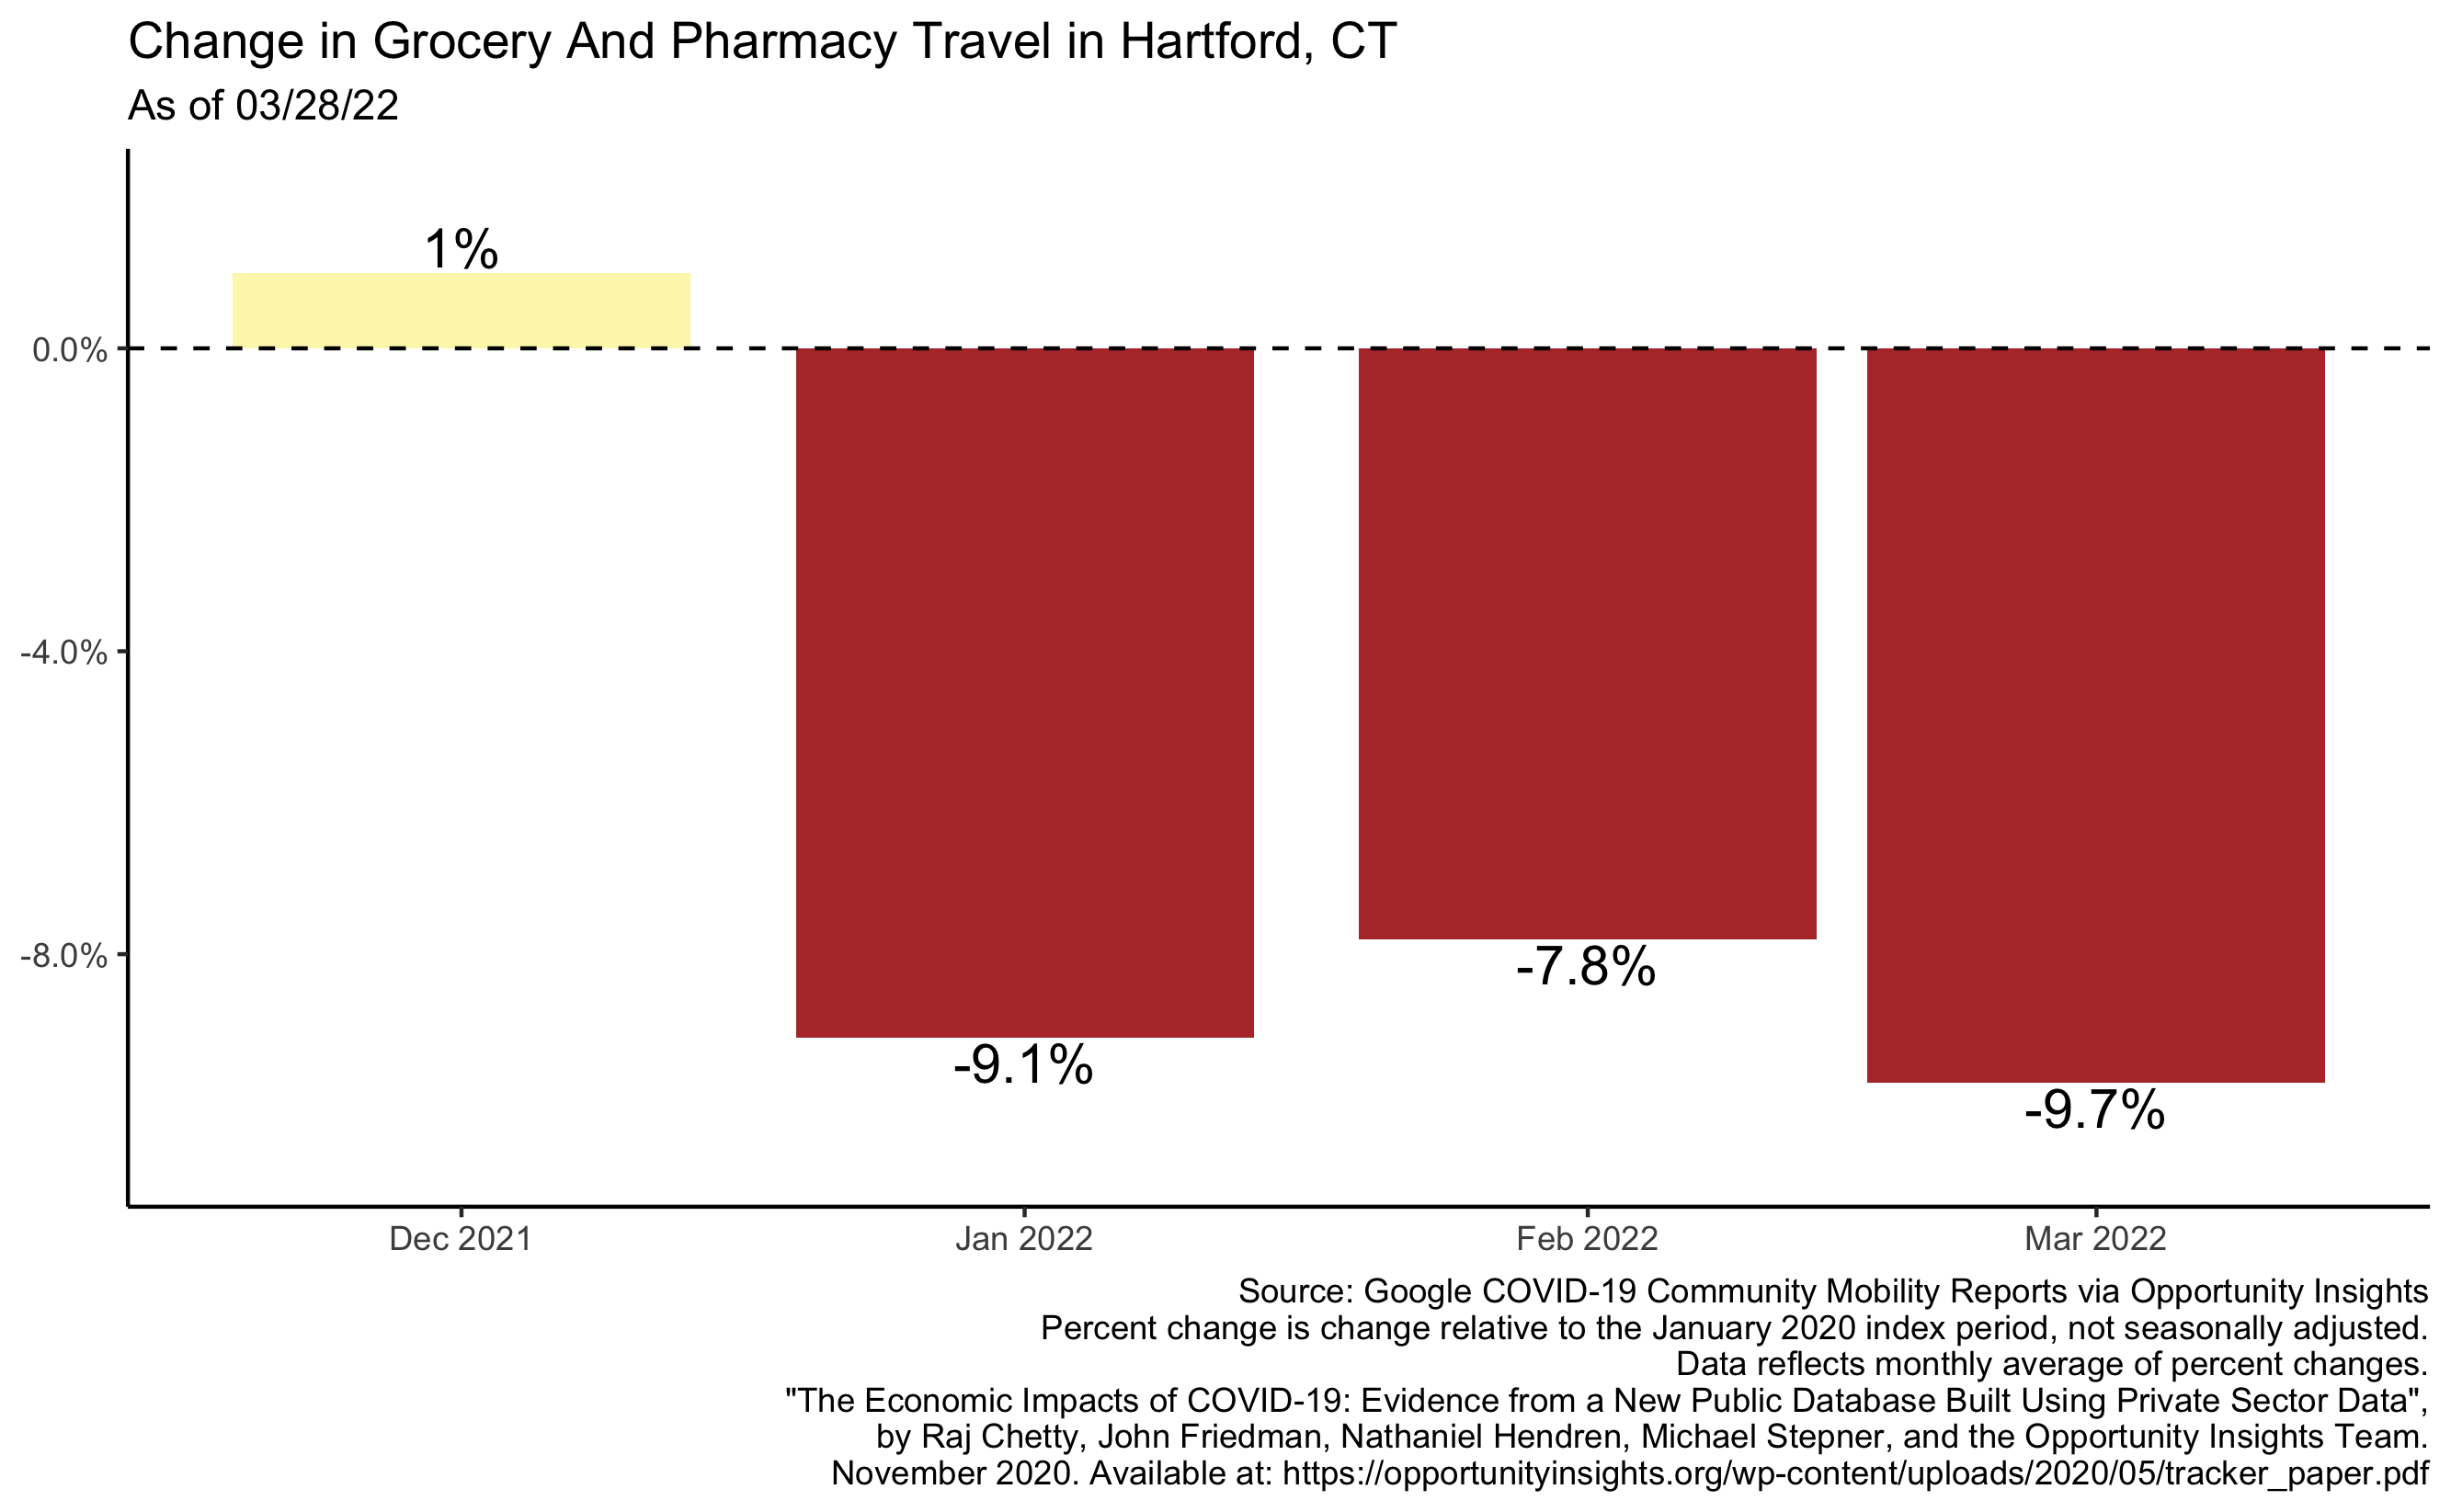 Change in Grocery And Pharmacy Travel in Hartford, CT
As of 03/28/22
1%
0.0%
-4.0%
-8.0%
-9.1%
-7.8%
-9.7%
Dec 2021
Jan 2022
Feb 2022
Mar 2022
Source: Google COVID-19 Community Mobility Reports via Opportunity Insights
Percent change is change relative to the January 2020 index period, not seasonally adjusted.
Data reflects monthly average of percent changes.
"The Economic Impacts of COVID-19: Evidence from a New Public Database Built Using Private Sector Data",
by Raj Chetty, John Friedman, Nathaniel Hendren, Michael Stepner, and the Opportunity Insights Team.
November 2020. Available at: https://opportunityinsights.org/wp-content/uploads/2020/05/tracker_paper.pdf